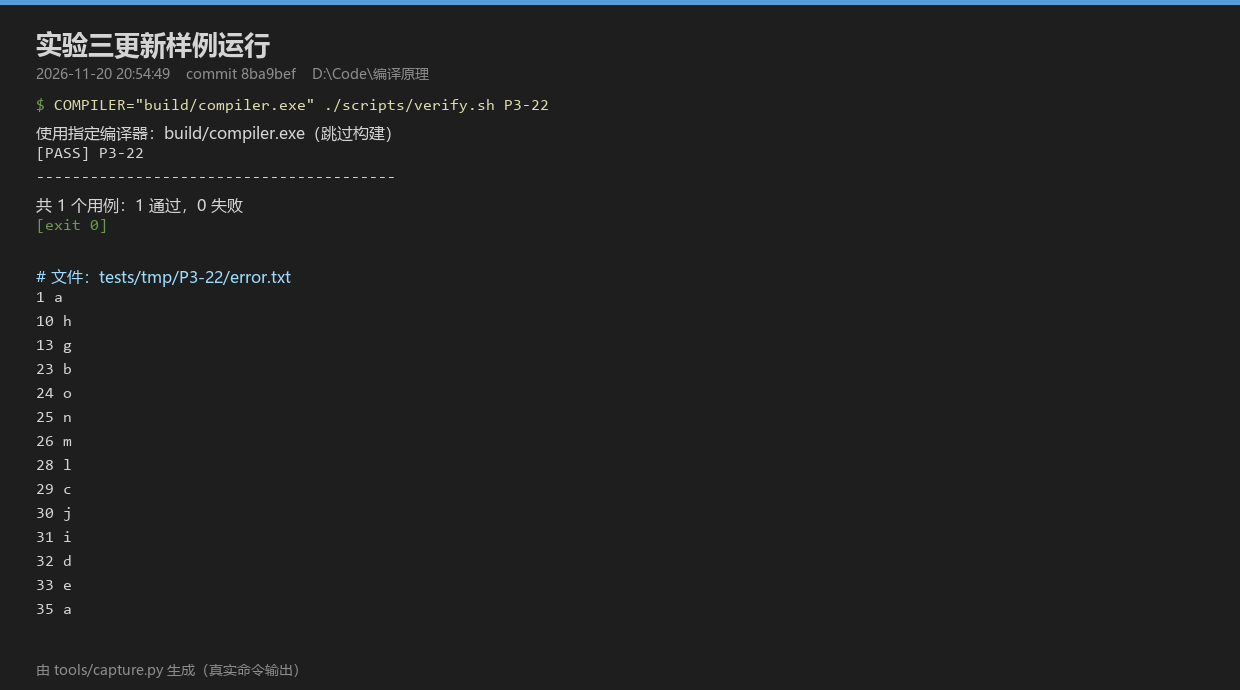 实验三更新样例运行
2026-11-20 20:54:49 commit 8ba9bef D:\Code\编译原理
$ COMPILER="build/compiler.exe" ./scripts/verify.sh P3-22
使用指定编译器：build/compiler.exe（跳过构建）
[PASS] P3-22
----------------------------------------
共 1 个用例：1 通过，0 失败
[exit 0]
# 文件：tests/tmp/P3-22/error.txt
1 a
10 h
13 g
23 b
24 o
25 n
26 m
28 l
29 c
30 j
31 i
32 d
33 e
35 a
由 tools/capture.py 生成（真实命令输出）